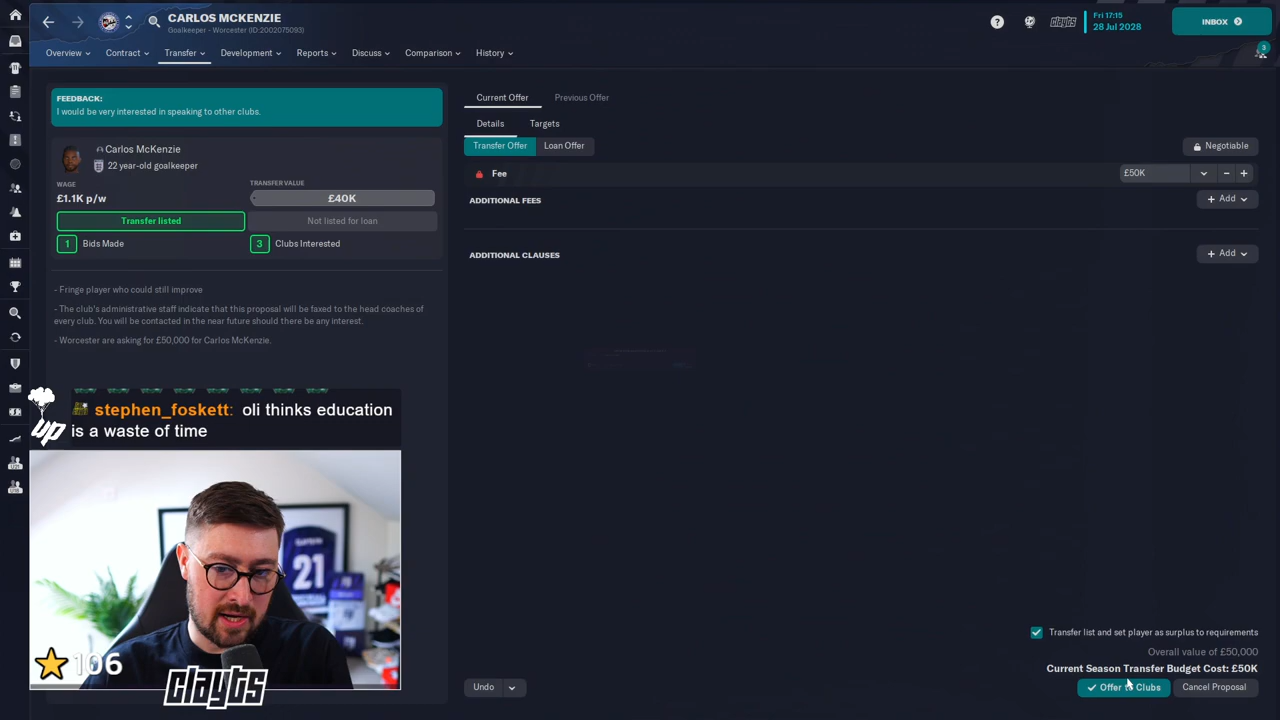 CARLOS MCKENZIE
Goalkeeper - Worcester (ID:2002075093)
clayts
Fri 17:15
28 Jul 2028
INBOX
3
Overview
Contract
Transfer
Development
Reports
Discuss
Comparison
History
FEEDBACK:
I would be very interested in speaking to other clubs.
Carlos McKenzie
22 year-old goalkeeper
WAGE
£1.1K p/w
TRANSFER VALUE
£40K
Transfer listed
Not listed for loan
1 Bids Made
3 Clubs Interested
- Fringe player who could still improve
- The club's administrative staff indicate that this proposal will be faxed to the head coaches of
every club. You will be contacted in the near future should there be any interest.
- Worcester are asking for £50,000 for Carlos McKenzie.
Current Offer
Previous Offer
Details
Targets
Transfer Offer
Loan Offer
Negotiable
Fee
£50K
ADDITIONAL FEES
+ Add
ADDITIONAL CLAUSES
+ Add
up
stephen_foskett: oli thinks education
is a waste of time
21
106
clayts
Transfer list and set player as surplus to requirements
Overall value of £50,000
Current Season Transfer Budget Cost: £50K
Undo
Offer to Clubs
Cancel Proposal